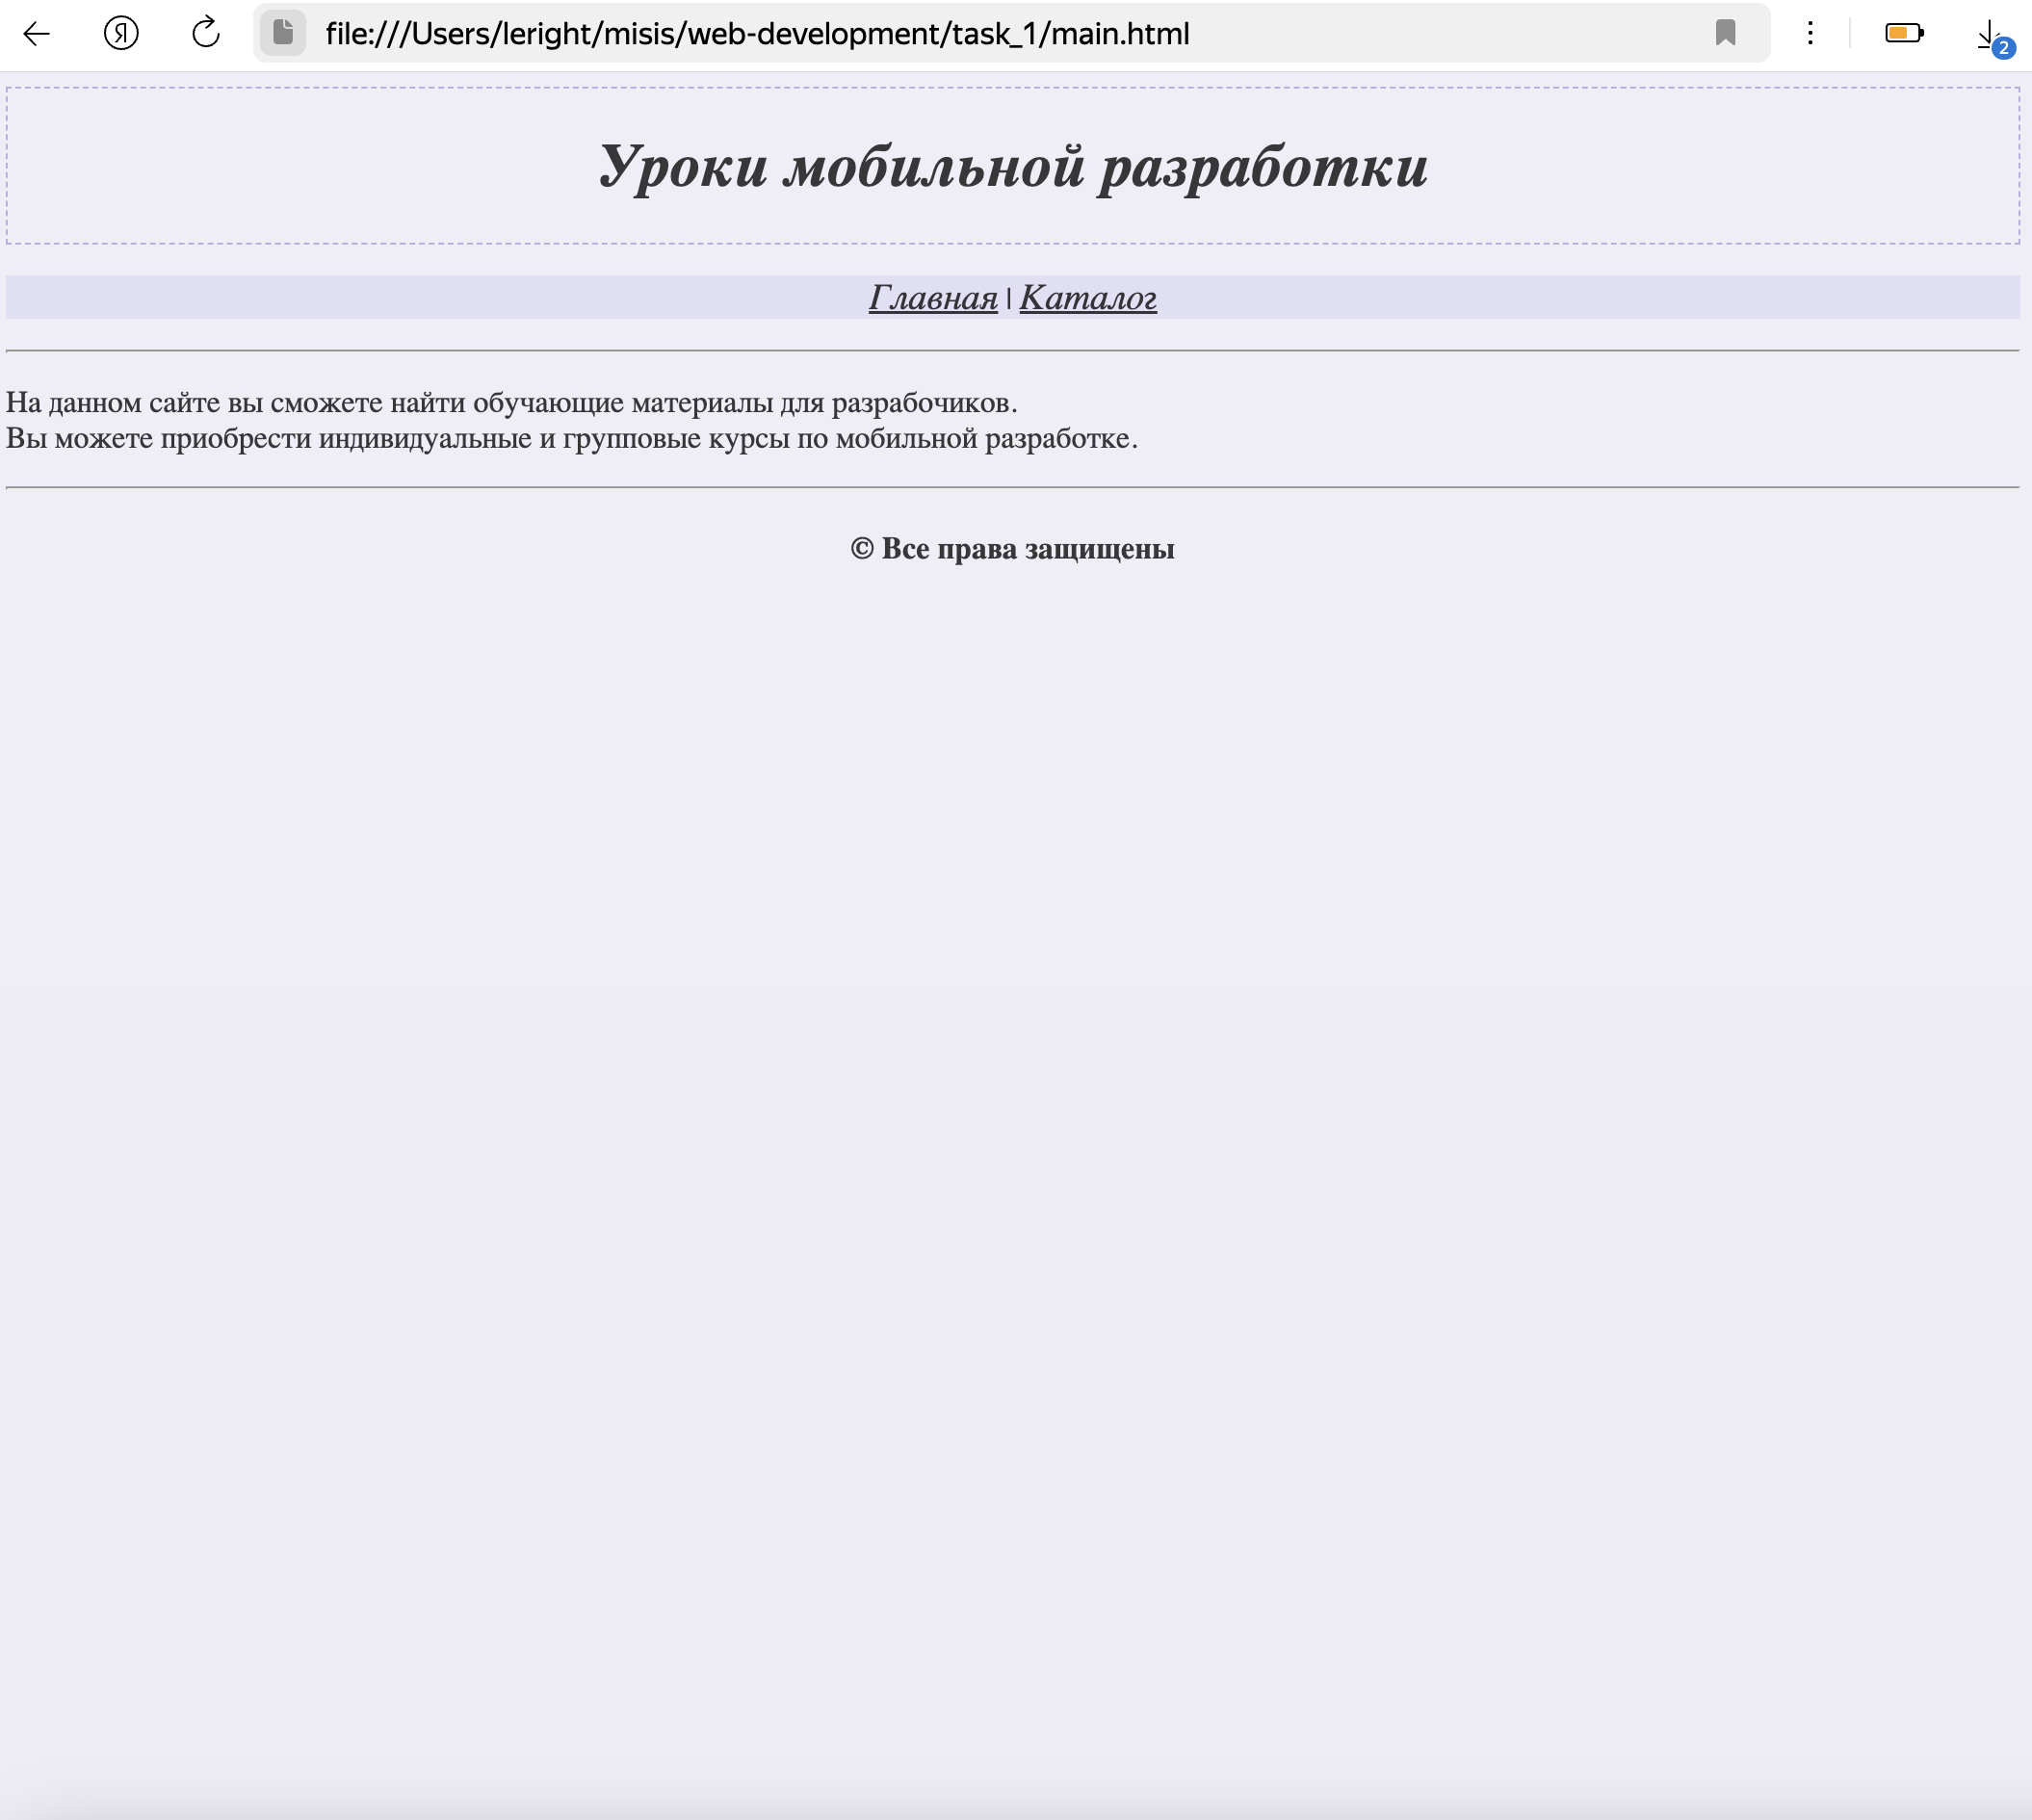 file:///Users/leright/misis/web-development/task_1/main.html
2
Уроки мобильной разработки
Главная | Каталог
На данном сайте вы сможете найти обучающие материалы для разрабочиков.
Вы можете приобрести индивидуальные и групповые курсы по мобильной разработке.
© Все права защищены